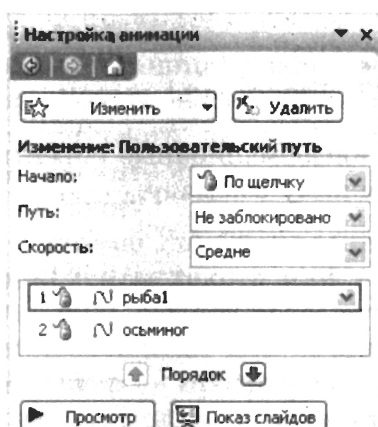 Настройка анимации
Изменить Удалить
Изменение: Пользовательский путь
Начало: По щелчку
Путь: Не заблокировано
Скорость: Средне
1 рыба1
2 осьминог
Порядок
Просмотр Показ слайдов